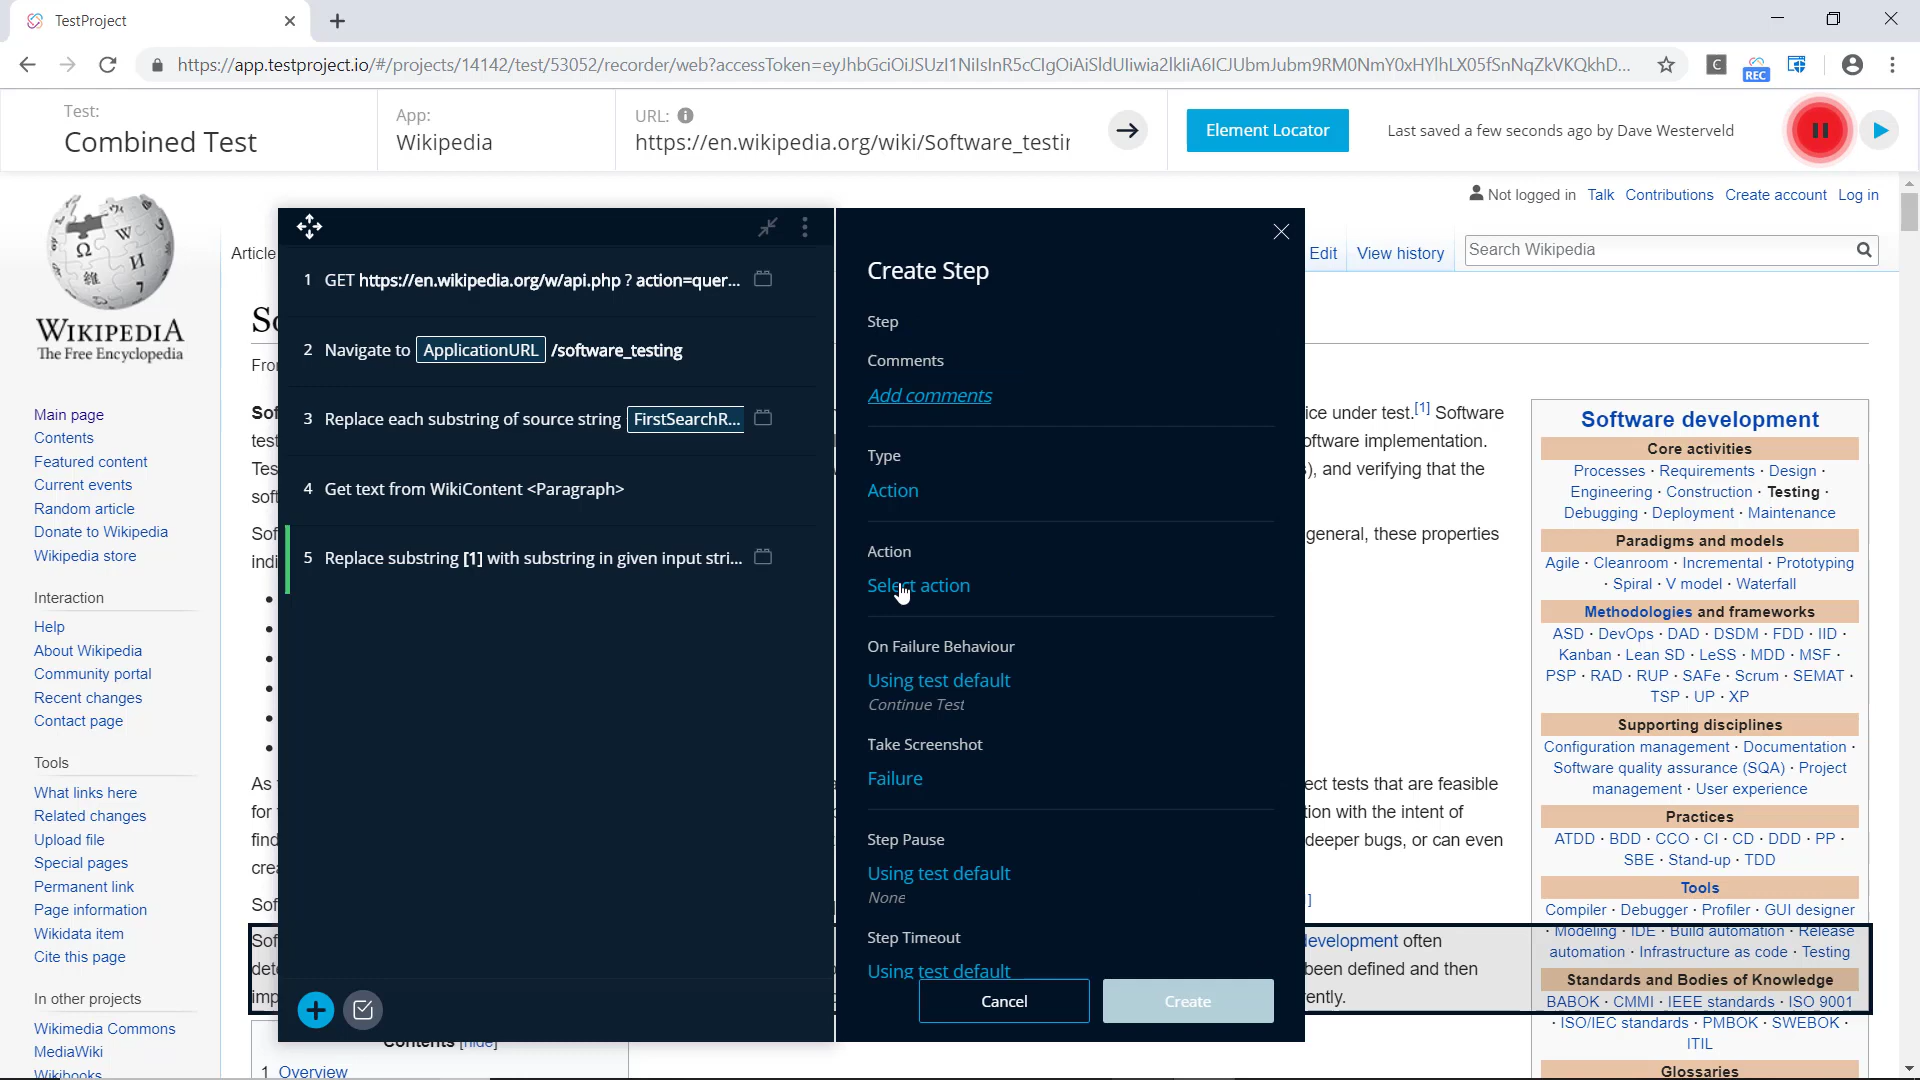 TestProject
https://app.testproject.io/#/projects/14142/test/53052/recorder/web?accessToken=
C
REC
Test:
Combined Test
App:
Wikipedia
URL:
https://en.wikipedia.org/wiki/Software_testin
Element Locator
Last saved a few seconds ago by Dave Westerveld
Not logged in Talk Contributions Create account Log in
Article
Edit View history
Search Wikipedia
WIKIPEDIA
The Free Encyclopedia
Main page
Contents
Featured content
Current events
Random article
Donate to Wikipedia
Wikipedia store
Interaction
Help
About Wikipedia
Community portal
Recent changes
Contact page
Tools
What links here
Related changes
Upload file
Special pages
Permanent link
Page information
Wikidata item
Cite this page
In other projects
Wikimedia Commons
MediaWiki
Wikibooks
1 GET https://en.wikipedia.org/w/api.php ? action=quer...
2 Navigate to ApplicationURL /software_testing
3 Replace each substring of source string FirstSearchR...
4 Get text from WikiContent <Paragraph>
5 Replace substring [1] with substring in given input stri...
Contents [hide]
1 Overview
Create Step
Step
Comments
Add comments
Type
Action
Action
Select action
On Failure Behaviour
Using test default
Continue Test
Take Screenshot
Failure
Step Pause
Using test default
None
Step Timeout
Using test default
Cancel
Create
ice under test.[1] Software
oftware implementation.
), and verifying that the
general, these properties
ect tests that are feasible
ion with the intent of
deeper bugs, or can even
]
development often
been defined and then
ently.
Software development
Core activities
Processes · Requirements · Design ·
Engineering · Construction · Testing ·
Debugging · Deployment · Maintenance
Paradigms and models
Agile · Cleanroom · Incremental · Prototyping
· Spiral · V model · Waterfall
Methodologies and frameworks
ASD · DevOps · DAD · DSDM · FDD · IID ·
Kanban · Lean SD · LeSS · MDD · MSF ·
PSP · RAD · RUP · SAFe · Scrum · SEMAT ·
TSP · UP · XP
Supporting disciplines
Configuration management · Documentation ·
Software quality assurance (SQA) · Project
management · User experience
Practices
ATDD · BDD · CCO · CI · CD · DDD · PP ·
SBE · Stand-up · TDD
Tools
Compiler · Debugger · Profiler · GUI designer
· Modeling · IDE · Build automation · Release
automation · Infrastructure as code · Testing
Standards and Bodies of Knowledge
BABOK · CMMI · IEEE standards · ISO 9001
· ISO/IEC standards · PMBOK · SWEBOK ·
ITIL
Glossaries